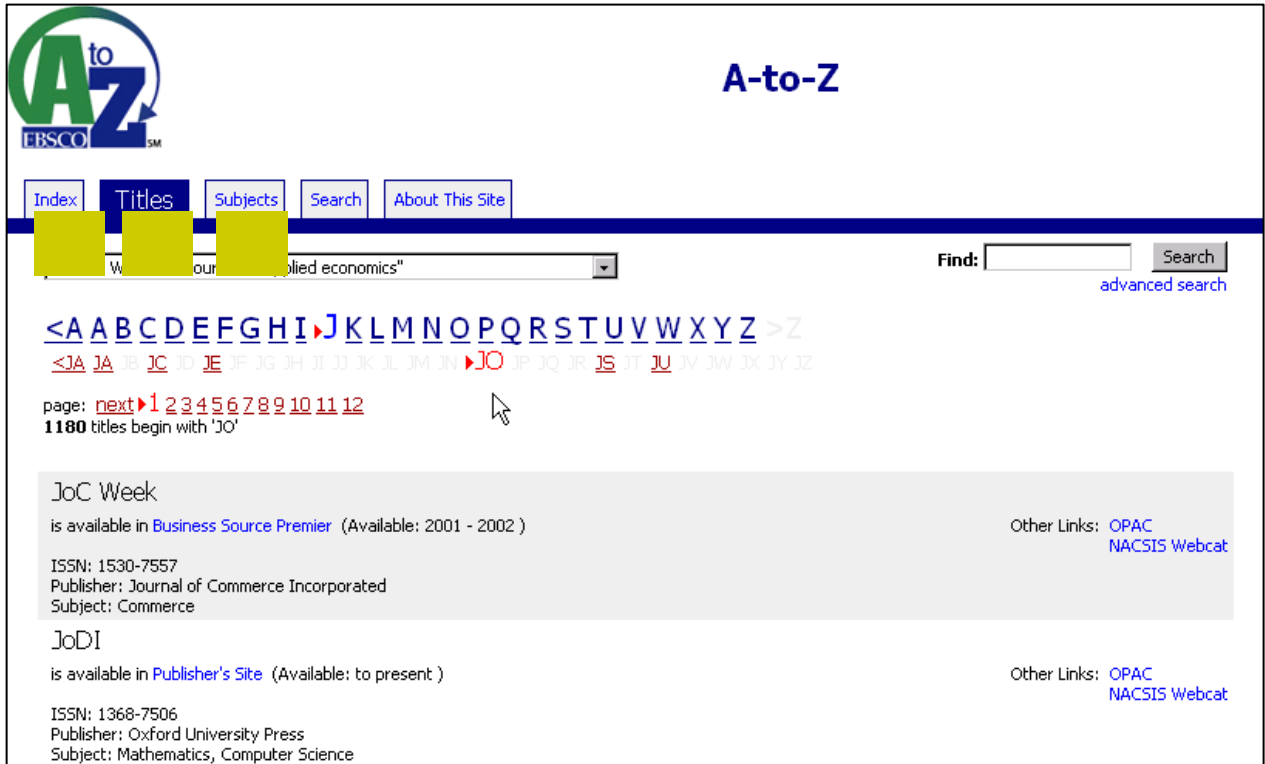 A to Z
EBSCO SM
A-to-Z
Index Titles Subjects Search About This Site
economics"
Find: Search
advanced search
<A A B C D E F G H I J K L M N O P Q R S T U V W X Y Z >Z
<JA JA JB JC JD JE JF JG JH JI JJ JK JL JM JN JO JP JQ JR JS JT JU JV JW JX JY JZ
page: next 1 2 3 4 5 6 7 8 9 10 11 12
1180 titles begin with 'JO'
JoC Week
is available in Business Source Premier (Available: 2001 - 2002 ) Other Links: OPAC
NACSIS Webcat
ISSN: 1530-7557
Publisher: Journal of Commerce Incorporated
Subject: Commerce
JoDI
is available in Publisher's Site (Available: to present ) Other Links: OPAC
NACSIS Webcat
ISSN: 1368-7506
Publisher: Oxford University Press
Subject: Mathematics, Computer Science